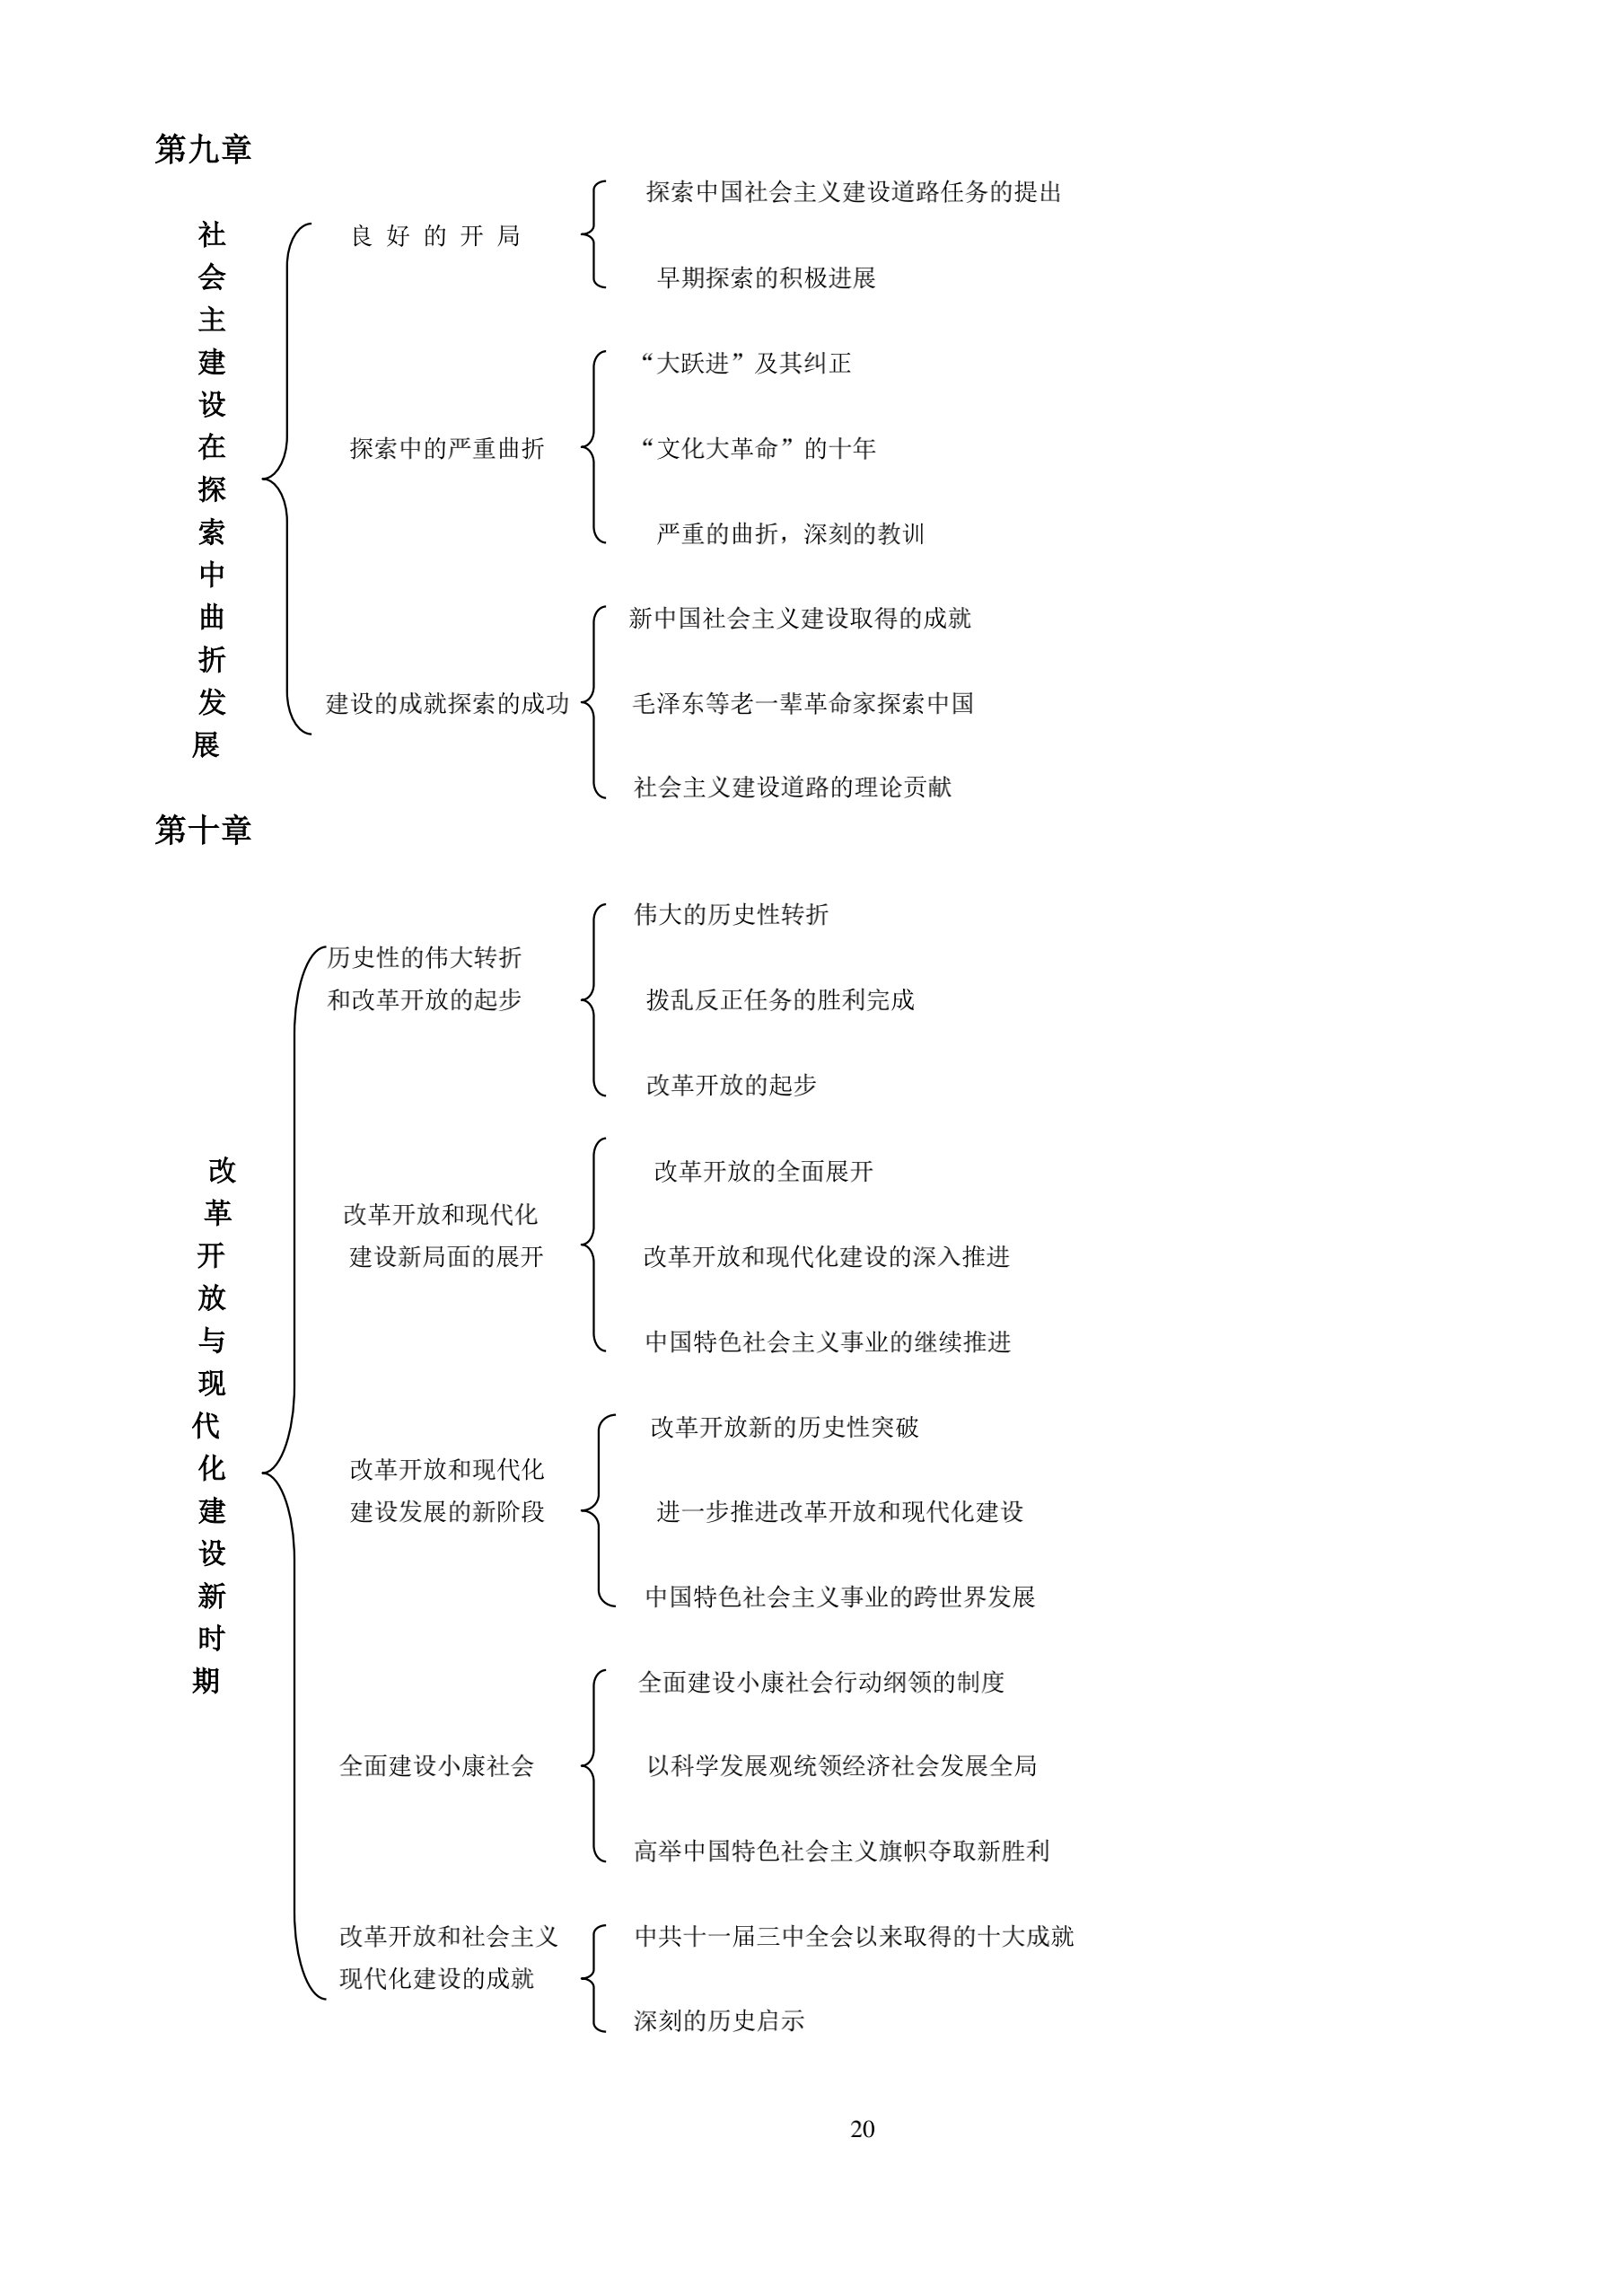 第九章
社会主建设在探索中曲折发展
良好的开局
探索中国社会主义建设道路任务的提出
早期探索的积极进展
探索中的严重曲折
“大跃进”及其纠正
“文化大革命”的十年
严重的曲折，深刻的教训
建设的成就探索的成功
新中国社会主义建设取得的成就
毛泽东等老一辈革命家探索中国
社会主义建设道路的理论贡献
第十章
改革开放与现代化建设新时期
历史性的伟大转折
和改革开放的起步
伟大的历史性转折
拨乱反正任务的胜利完成
改革开放的起步
改革开放和现代化
建设新局面的展开
改革开放的全面展开
改革开放和现代化建设的深入推进
中国特色社会主义事业的继续推进
改革开放和现代化
建设发展的新阶段
改革开放新的历史性突破
进一步推进改革开放和现代化建设
中国特色社会主义事业的跨世界发展
全面建设小康社会
全面建设小康社会行动纲领的制度
以科学发展观统领经济社会发展全局
高举中国特色社会主义旗帜夺取新胜利
改革开放和社会主义
现代化建设的成就
中共十一届三中全会以来取得的十大成就
深刻的历史启示
20